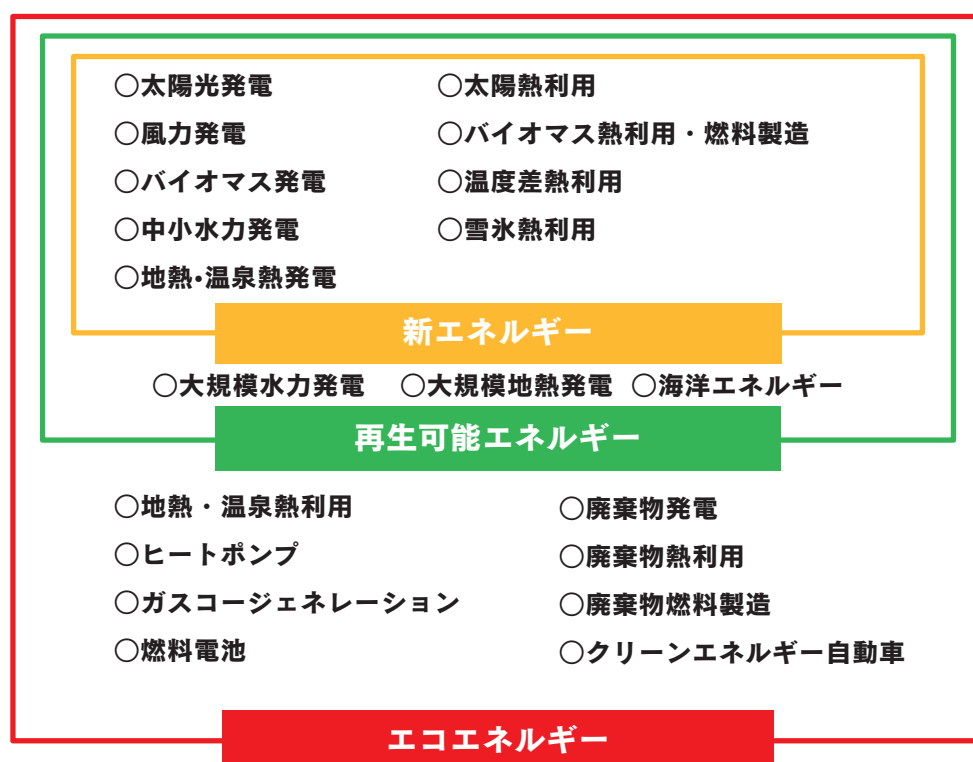 ○太陽光発電 ○太陽熱利用
○風力発電 ○バイオマス熱利用・燃料製造
○バイオマス発電 ○温度差熱利用
○中小水力発電 ○雪氷熱利用
○地熱・温泉熱発電
新エネルギー
○大規模水力発電 ○大規模地熱発電 ○海洋エネルギー
再生可能エネルギー
○地熱・温泉熱利用 ○廃棄物発電
○ヒートポンプ ○廃棄物熱利用
○ガスコージェネレーション ○廃棄物燃料製造
○燃料電池 ○クリーンエネルギー自動車
エコエネルギー